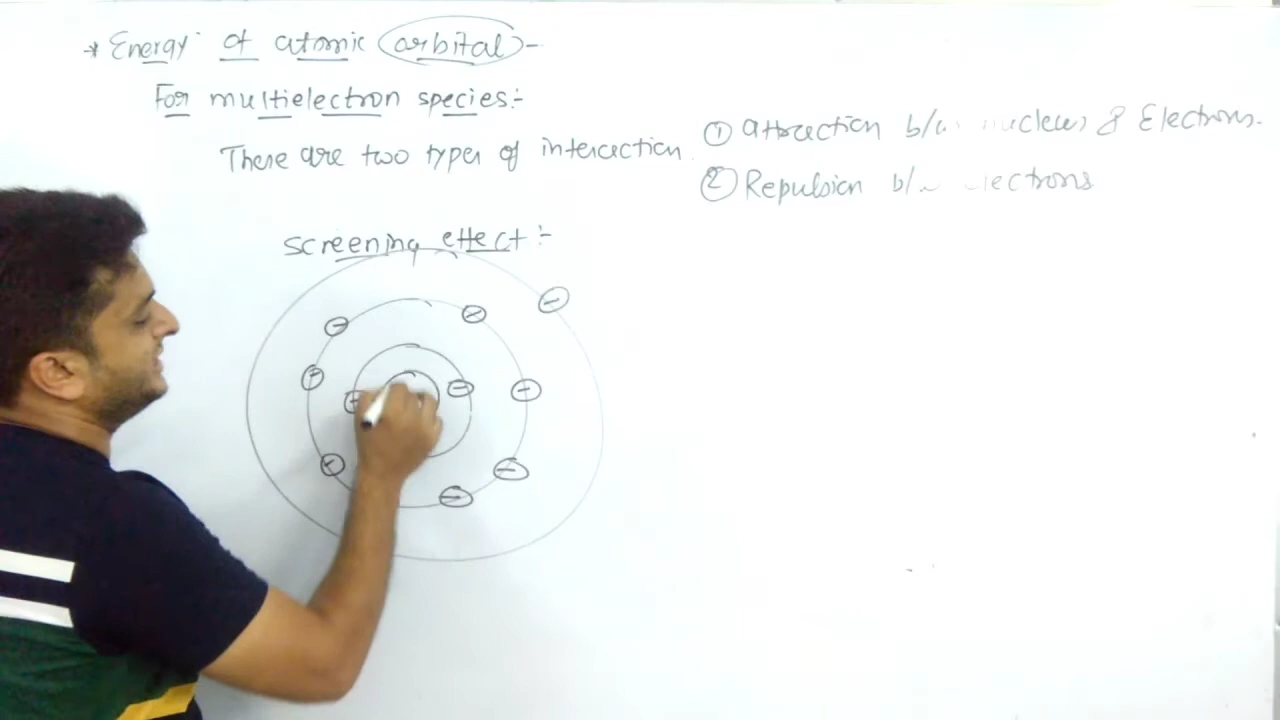 * Energy of atomic orbital -
For multielectron species:-
There are two types of interaction
① Attraction b/w nucleus & Electrons.
② Repulsion b/w electrons
Screening effect :-